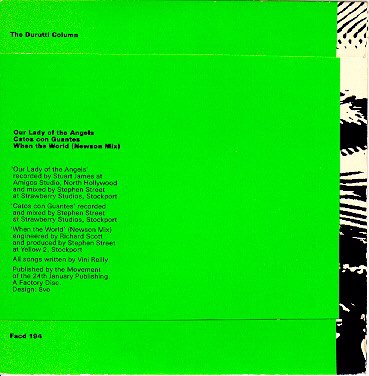 The Durutti Column
Our Lady of the Angels
Catos con Guantes
When the World (Newson Mix)
'Our Lady of the Angels'
recorded by Stuart James at
Amigos Studio, North Hollywood
and mixed by Stephen Street
at Strawberry Studios, Stockport
'Catos con Guantes' recorded
and mixed by Stephen Street
at Strawberry Studios, Stockport
'When the World' (Newson Mix)
engineered by Richard Scott
and produced by Stephen Street
at Yellow 2, Stockport
All songs written by Vini Reilly
Published by the Movement
of the 24th January Publishing.
A Factory Disc.
Design: 8vo
Facd 194